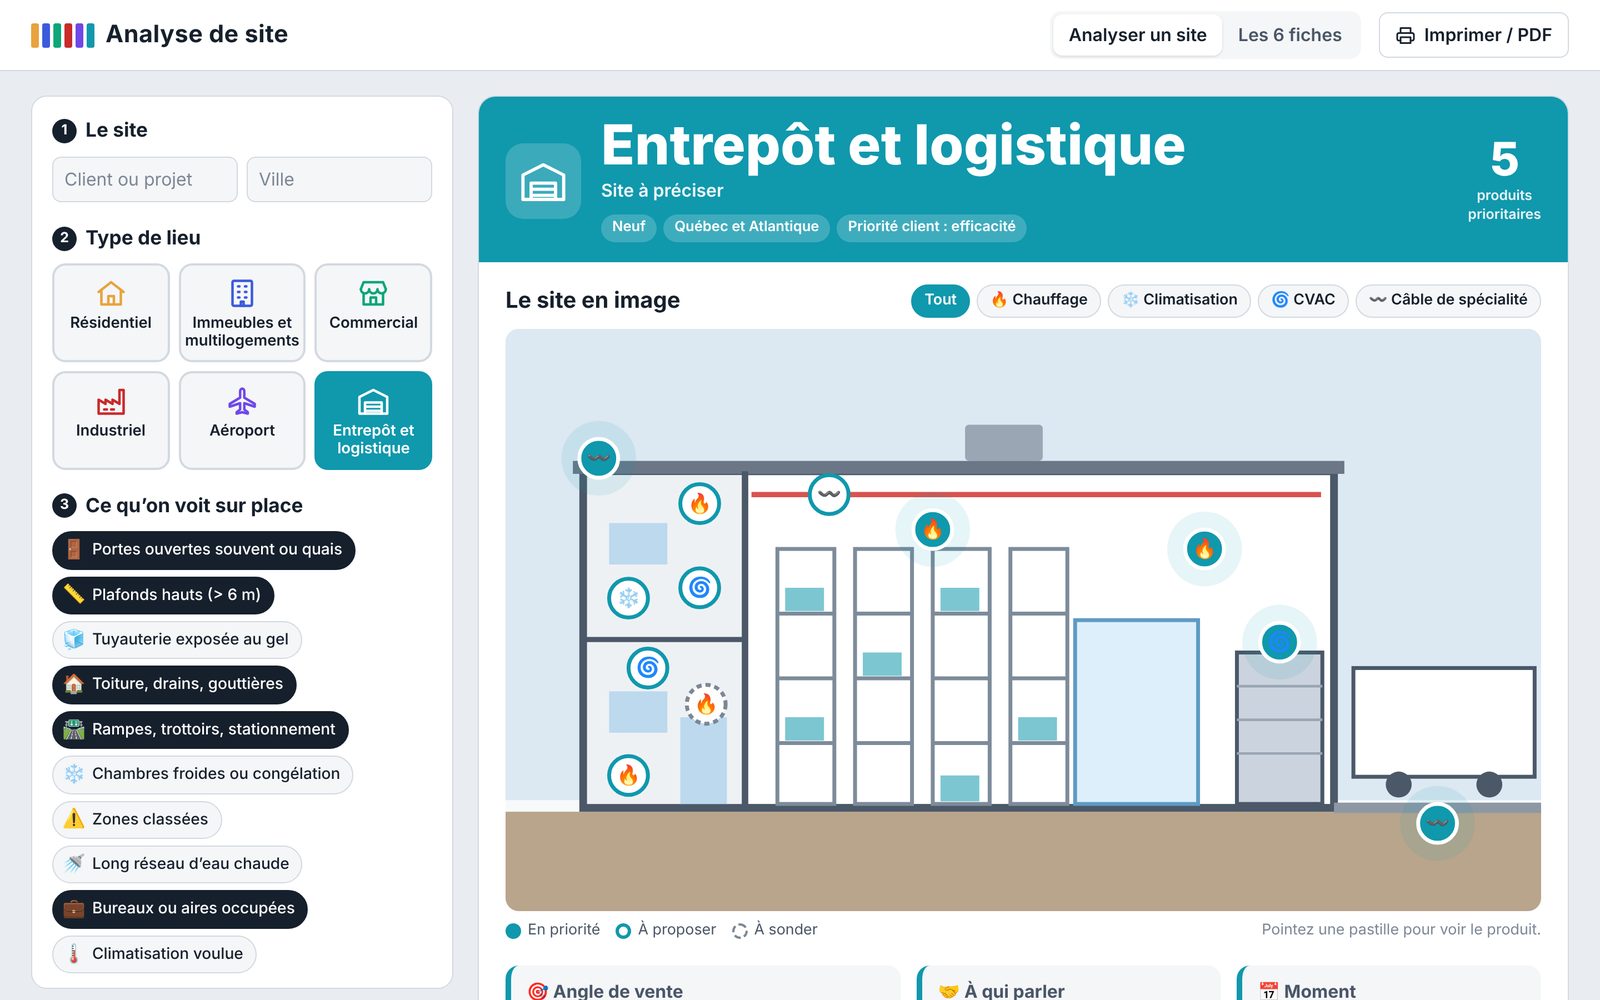 Analyse de site
Analyser un site
Les 6 fiches
Imprimer / PDF
1 Le site
Client ou projet
Ville
2 Type de lieu
Résidentiel
Immeubles et
multilogements
Commercial
Industriel
Aéroport
Entrepôt et
logistique
3 Ce qu’on voit sur place
Portes ouvertes souvent ou quais
Plafonds hauts (> 6 m)
Tuyauterie exposée au gel
Toiture, drains, gouttières
Rampes, trottoirs, stationnement
Chambres froides ou congélation
Zones classées
Long réseau d’eau chaude
Bureaux ou aires occupées
Climatisation voulue
Entrepôt et logistique
Site à préciser
Neuf
Québec et Atlantique
Priorité client : efficacité
5
produits
prioritaires
Le site en image
Tout
Chauffage
Climatisation
CVAC
Câble de spécialité
En priorité
À proposer
À sonder
Pointez une pastille pour voir le produit.
Angle de vente
À qui parler
Moment